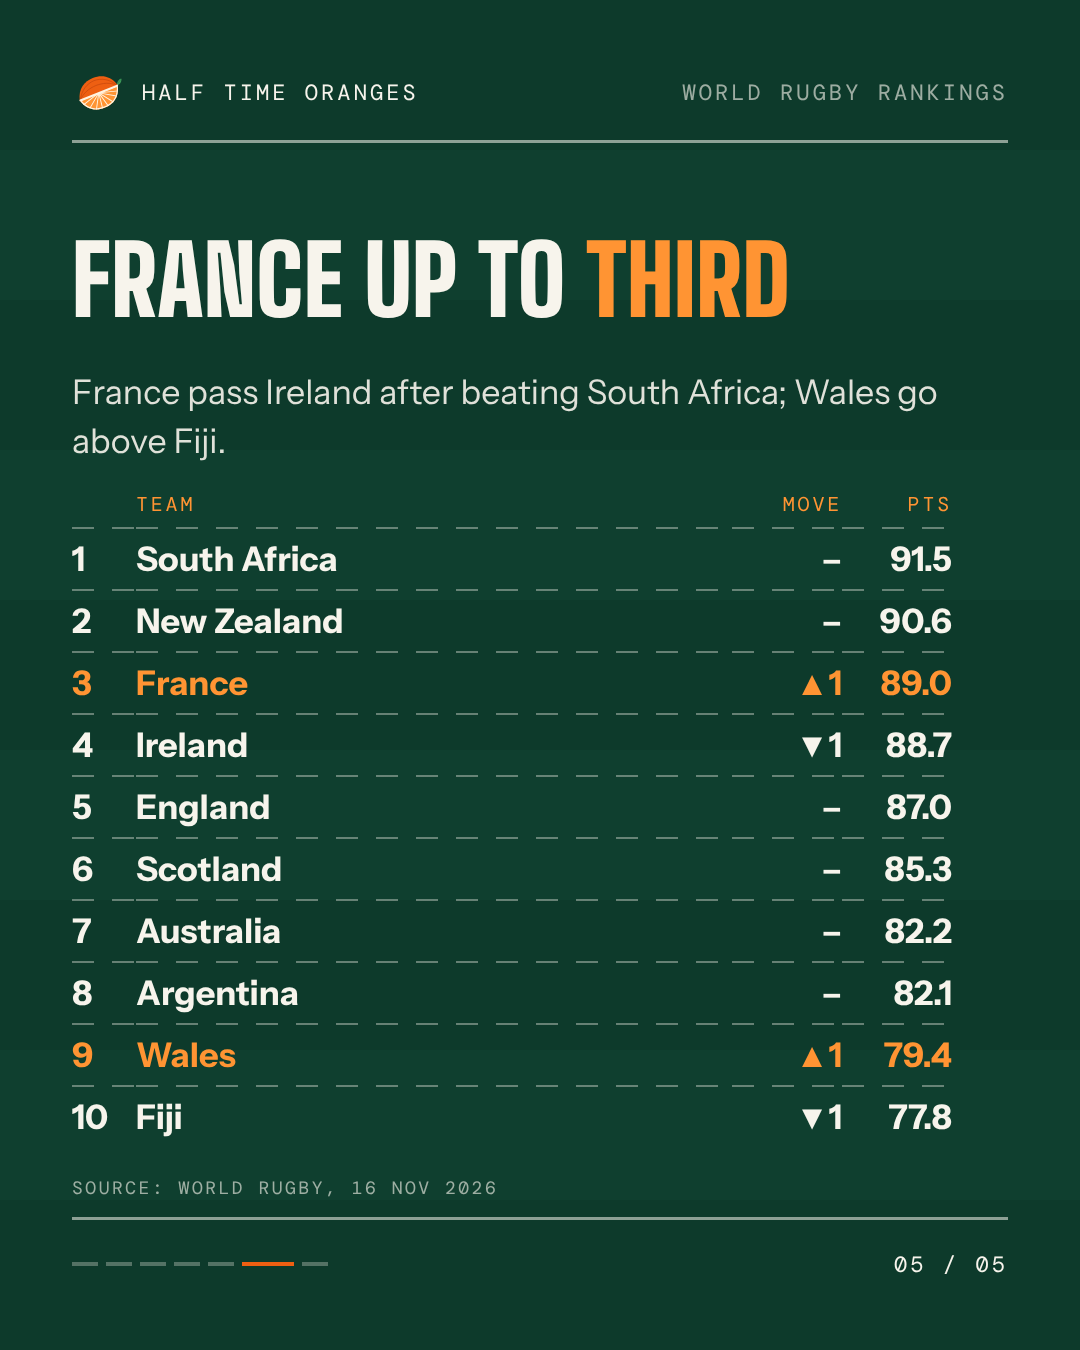 HALF TIME ORANGES WORLD RUGBY RANKINGS
FRANCE UP TO THIRD
France pass Ireland after beating South Africa; Wales go
above Fiji.
TEAM MOVE PTS
1 South Africa – 91.5
2 New Zealand – 90.6
3 France ▲1 89.0
4 Ireland ▼1 88.7
5 England – 87.0
6 Scotland – 85.3
7 Australia – 82.2
8 Argentina – 82.1
9 Wales ▲1 79.4
10 Fiji ▼1 77.8
SOURCE: WORLD RUGBY, 16 NOV 2026
05 / 05